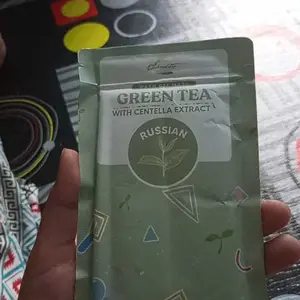 GREEN TEA
WITH CENTELLA EXTRACT
RUSSIAN